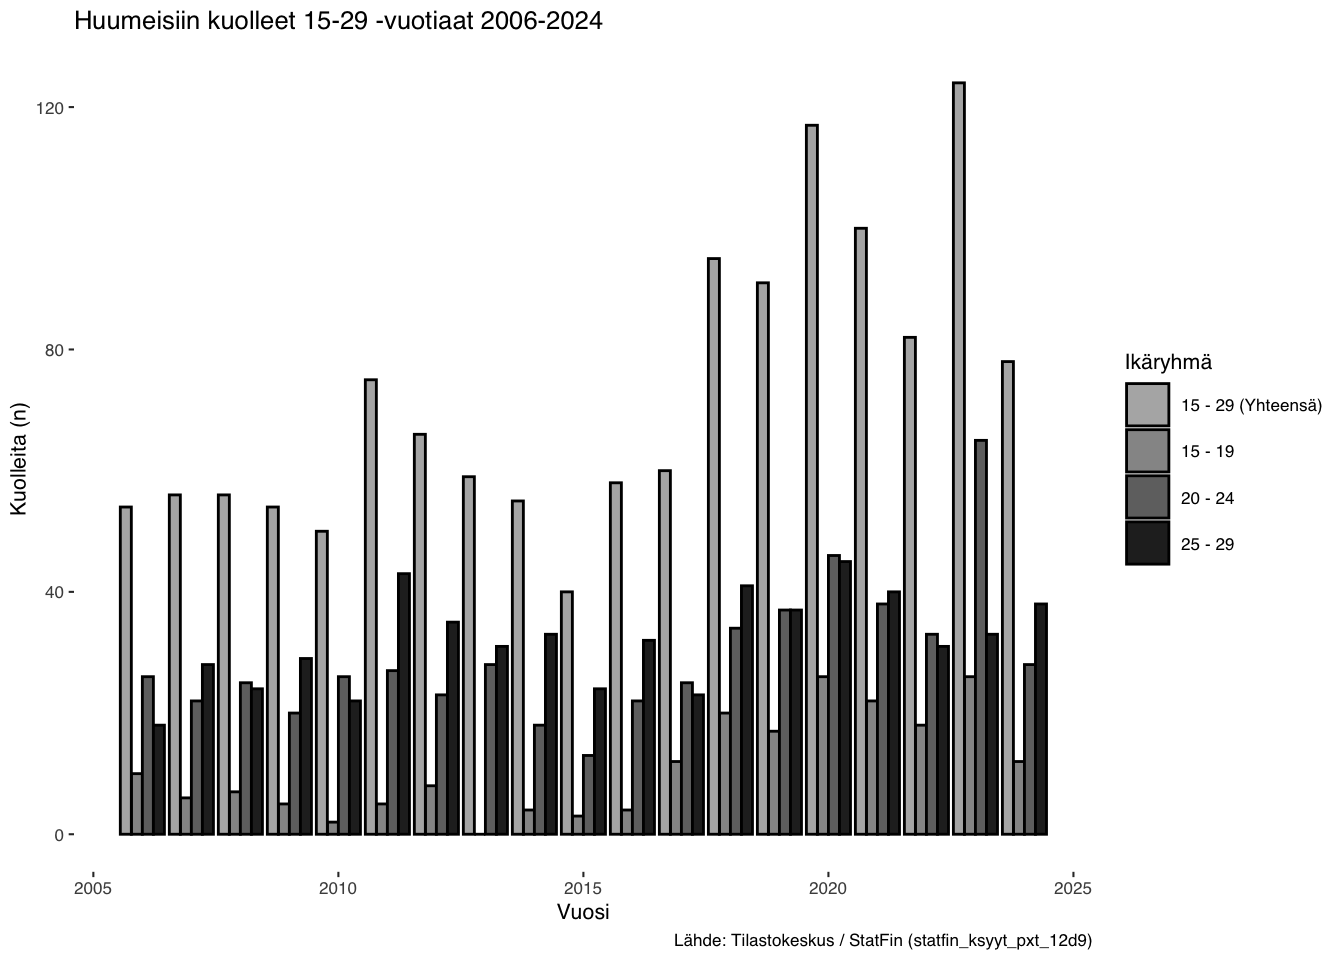 Huumeisiin kuolleet 15-29 -vuotiaat 2006-2024
Kuolleita (n)
120
80
40
0
2005
2010
2015
2020
2025
Vuosi
Ikäryhmä
15 - 29 (Yhteensä)
15 - 19
20 - 24
25 - 29
Lähde: Tilastokeskus / StatFin (statfin_ksyyt_pxt_12d9)